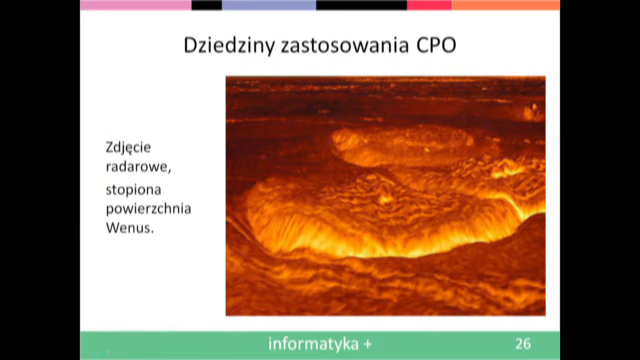 Dziedziny zastosowania CPO
Zdjęcie
radarowe,
stopiona
powierzchnia
Wenus.
informatyka +
26